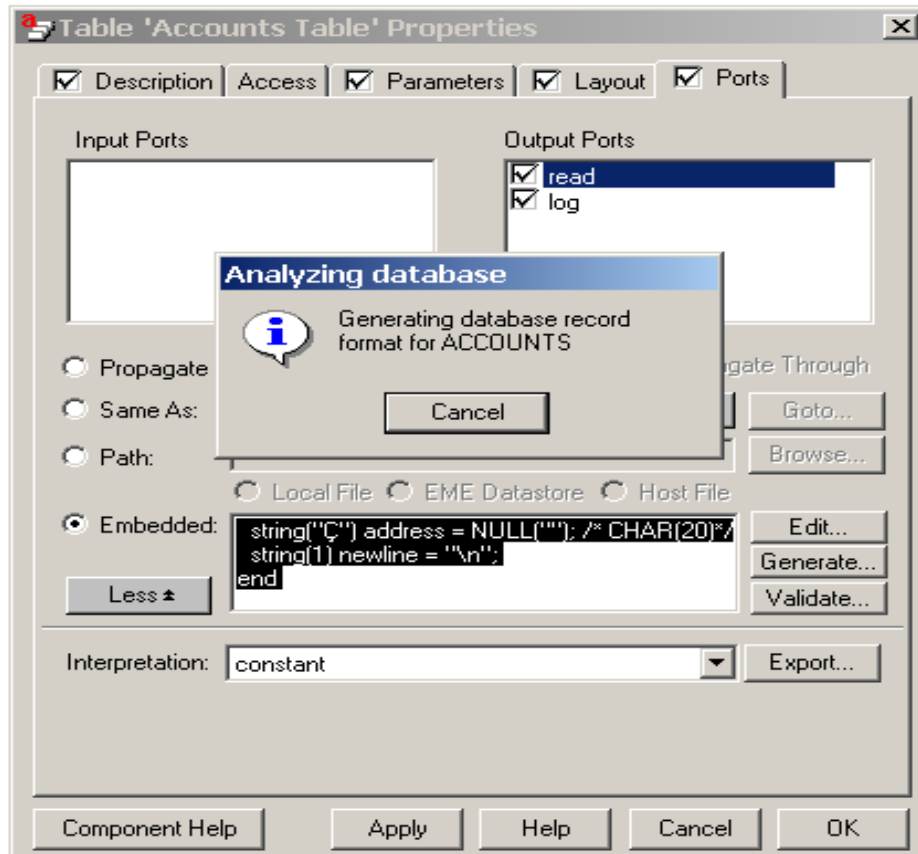 a
Table 'Accounts Table' Properties
Description Access Parameters Layout Ports
Input Ports
Output Ports
read
log
Analyzing database
Generating database record
format for ACCOUNTS
Cancel
Propagate
gate Through
Same As:
Goto...
Path:
Browse...
Local File EME Datastore Host File
Embedded:
string("Ç") address = NULL(""); /* CHAR(20)*/
string(1) newline = "\n";
end
Edit...
Generate...
Validate...
Less
Interpretation:
constant
Export...
Component Help Apply Help Cancel OK